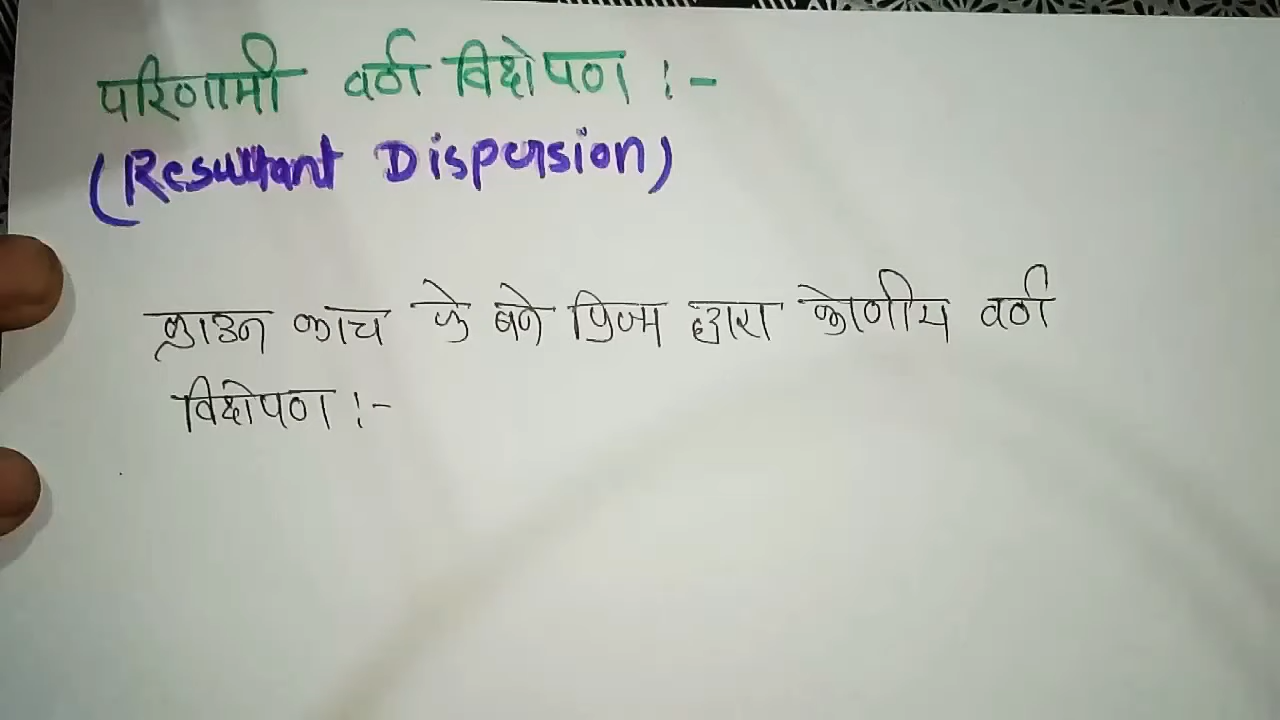 परिणामी वर्ण विक्षेपण :-
(Resultant Dispersion)
क्राउन काच के बने प्रिज्म द्वारा कोणीय वर्ण
विक्षेपण :-